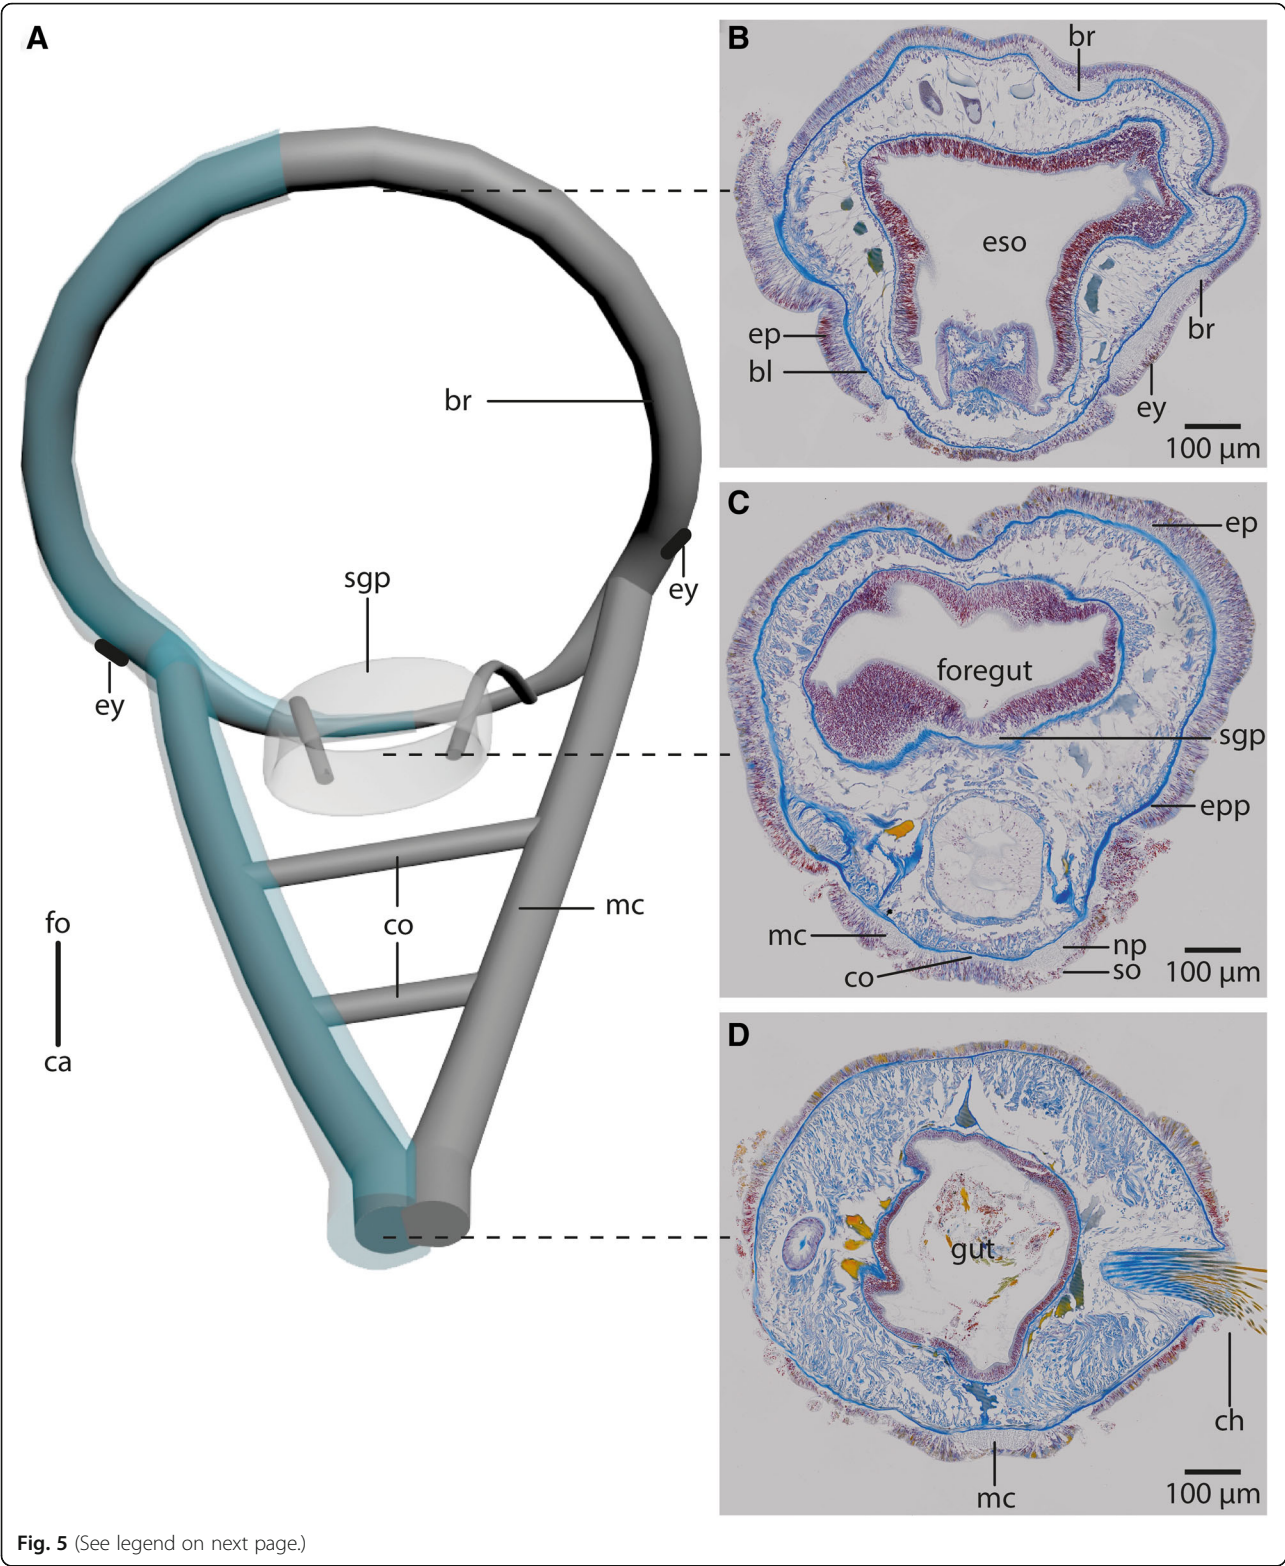 A
br
sgp
ey
ey
co
mc
fo
ca
B
br
eso
ep
bl
br
ey
100 µm
C
ep
foregut
sgp
epp
mc
co
np
so
100 µm
D
gut
ch
mc
100 µm
Fig. 5 (See legend on next page.)